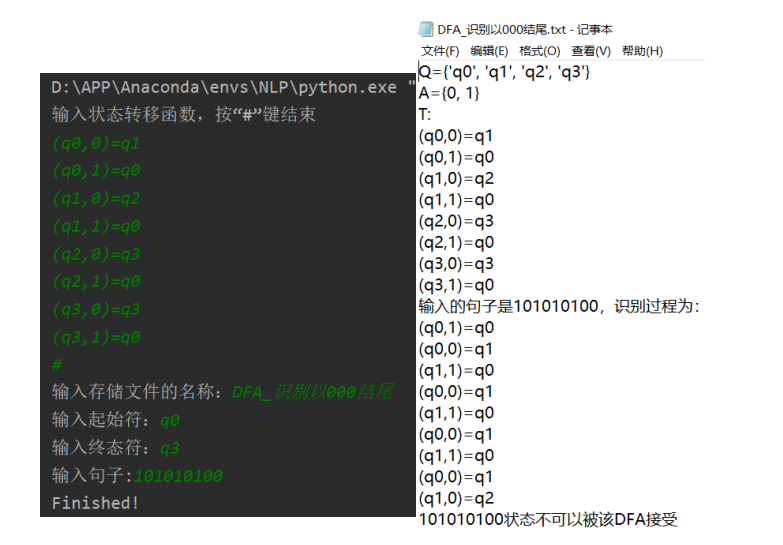 D:\APP\Anaconda\envs\NLP\python.exe "
输入状态转移函数，按“#”键结束
(q0,0)=q1
(q0,1)=q0
(q1,0)=q2
(q1,1)=q0
(q2,0)=q3
(q2,1)=q0
(q3,0)=q3
(q3,1)=q0
#
输入存储文件的名称：DFA_识别以000结尾
输入起始符：q0
输入终态符：q3
输入句子:101010100
Finished!
DFA_识别以000结尾.txt - 记事本
文件(F) 编辑(E) 格式(O) 查看(V) 帮助(H)
Q={'q0', 'q1', 'q2', 'q3'}
A={0, 1}
T:
(q0,0)=q1
(q0,1)=q0
(q1,0)=q2
(q1,1)=q0
(q2,0)=q3
(q2,1)=q0
(q3,0)=q3
(q3,1)=q0
输入的句子是101010100，识别过程为：
(q0,1)=q0
(q0,0)=q1
(q1,1)=q0
(q0,0)=q1
(q1,1)=q0
(q0,0)=q1
(q1,1)=q0
(q0,0)=q1
(q1,0)=q2
101010100状态不可以被该DFA接受